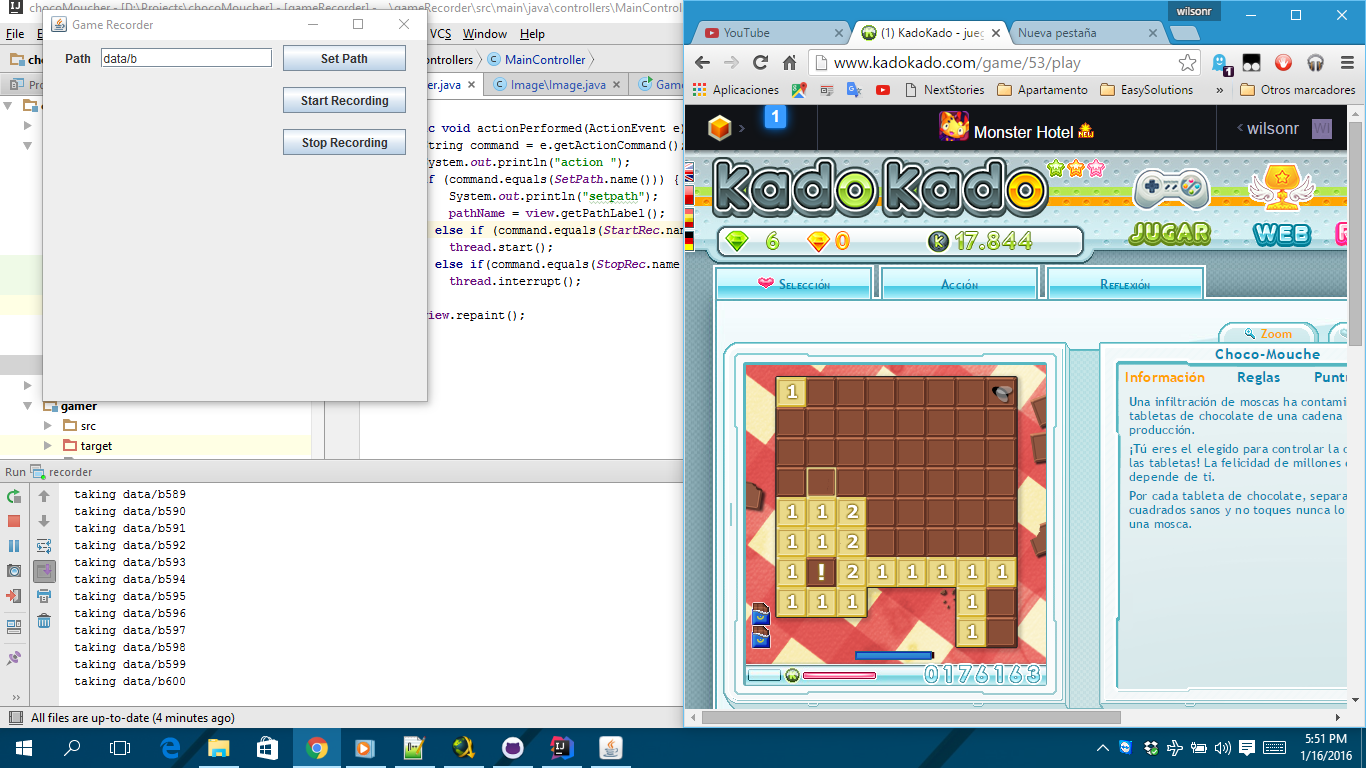 chocoMoucher - [D:\Projects\chocoMoucher] - [gameRecorder] - ...\gameRecorder\src\main\java\controllers\MainControl
Game Recorder
File
VCS Window Help
ntrollers
MainController
er.java
Image\Image.java
Game
Path
data/b
Set Path
Start Recording
Stop Recording
c void actionPerformed(ActionEvent e)
tring command = e.getActionCommand();
ystem.out.println("action ");
f (command.equals(SetPath.name())) {
System.out.println("setpath");
pathName = view.getPathLabel();
else if (command.equals(StartRec.na
thread.start();
else if(command.equals(StopRec.name
thread.interrupt();
iew.repaint();
gamer
src
target
Run recorder
taking data/b589
taking data/b590
taking data/b591
taking data/b592
taking data/b593
taking data/b594
taking data/b595
taking data/b596
taking data/b597
taking data/b598
taking data/b599
taking data/b600
All files are up-to-date (4 minutes ago)
wilsonr
YouTube
(1) KadoKado - jueg
Nueva pestaña
www.kadokado.com/game/53/play
1
Aplicaciones
NextStories
Apartamento
EasySolutions
»
Otros marcadores
1
Monster Hotel NEW
wilsonr
WI
kadoKado
6
0
K 17.844
JUGAR
WEB
Selección
Acción
Reflexión
Zoom
Choco-Mouche
Información
Reglas
Puntu
Una infiltración de moscas ha contami
tabletas de chocolate de una cadena
producción.
¡Tú eres el elegido para controlar la c
las tabletas! La felicidad de millones
depende de ti.
Por cada tableta de chocolate, separa
cuadrados sanos y no toques nunca lo
una mosca.
1
1 1 2
1 1 2
1 ! 2 1 1 1 1 1
1 1 1 1
1
0176163
5:51 PM
1/16/2016